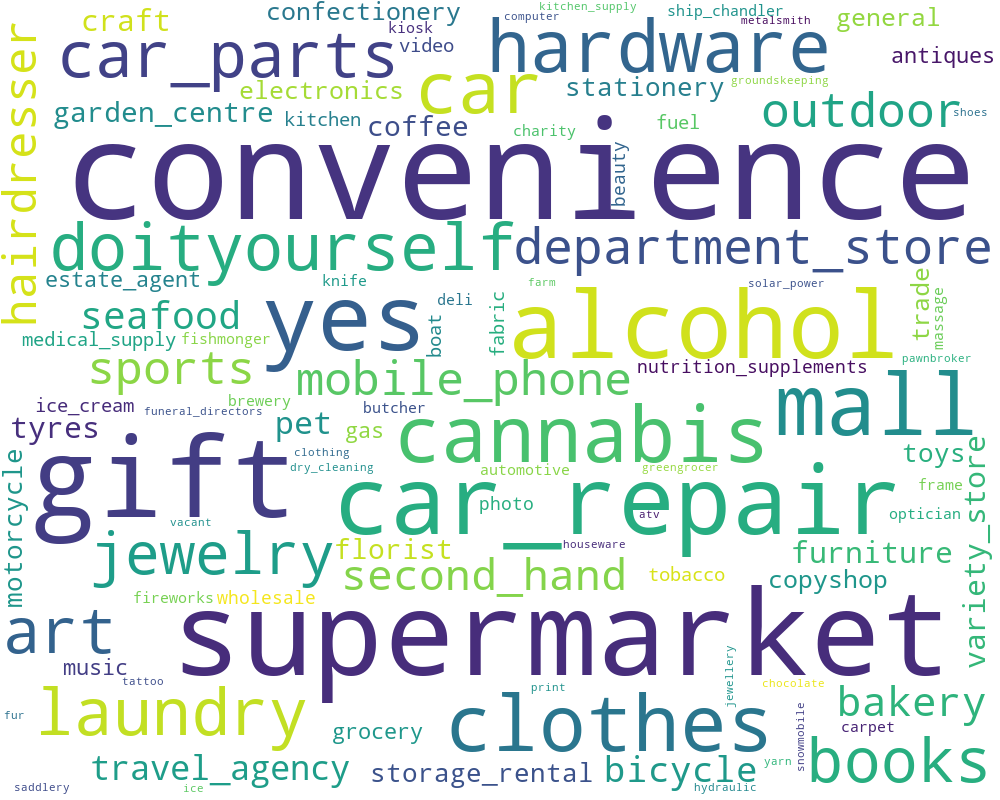 kitchen_supply
ship_chandler
confectionery
computer
metalsmith
general
craft
kiosk
hardware
car_parts
video
antiques
hairdresser
electronics
car
stationery
groundskeeping
outdoor
garden_centre
kitchen
coffee
charity
fuel
shoes
convenience
beauty
doityourself
department_store
estate_agent
knife
farm
solar_power
deli
yes
boat
fabric
alcohol
trade
massage
seafood
medical_supply
fishmonger
pawnbroker
sports
mobile_phone
nutrition_supplements
mall
ice_cream
funeral_directors
brewery
butcher
tyres
pet
gas
cannabis
gift
clothing
dry_cleaning
automotive
greengrocer
toys
variety_store
motorcycle
car_repair
photo
frame
atv
optician
vacant
jewelry
florist
houseware
furniture
second_hand
tobacco
copyshop
fireworks
wholesale
supermarket
art
music
tattoo
print
jewellery
chocolate
bakery
laundry
clothes
fur
grocery
snowmobile
carpet
books
travel_agency
storage_rental
bicycle
yarn
saddlery
ice
hydraulic